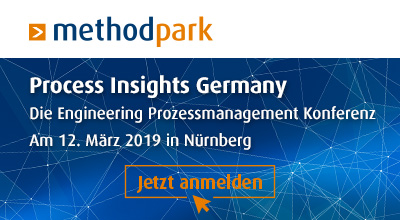 methodpark
Process Insights Germany
Die Engineering Prozessmanagement Konferenz
Am 12. März 2019 in Nürnberg
Jetzt anmelden